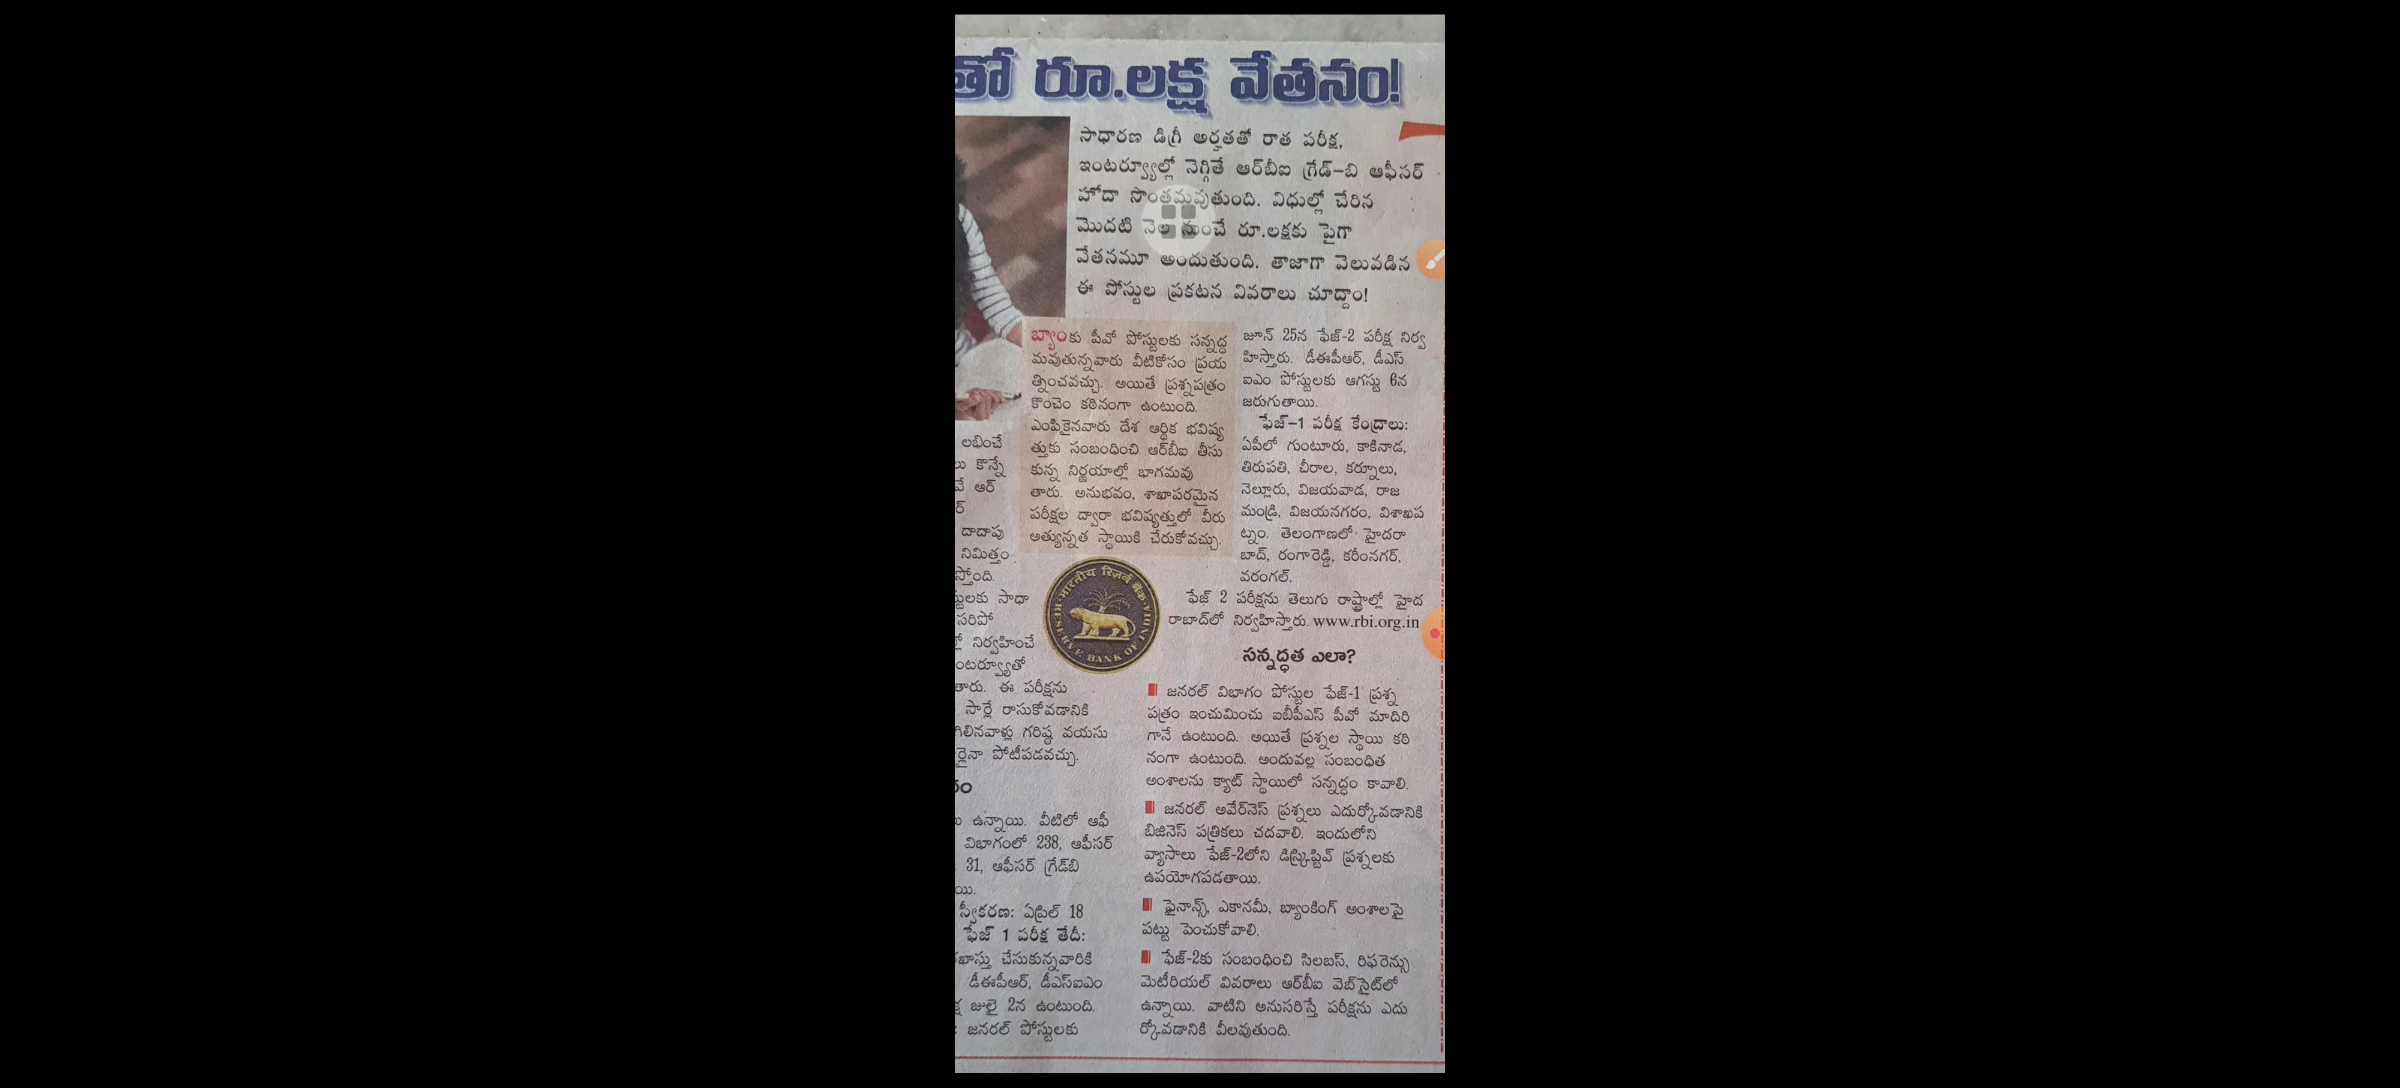 తో రూ.లక్ష వేతనం!
సాధారణ డిగ్రీ అర్హతతో రాత పరీక్ష,
ఇంటర్వ్యూల్లో నెగ్గితే ఆర్‌బీఐ గ్రేడ్-బి ఆఫీసర్
హోదా సొంతమవుతుంది. విధుల్లో చేరిన
మొదటి నెల నుంచే రూ.లక్షకు పైగా
వేతనమూ అందుతుంది. తాజాగా వెలువడిన
ఈ పోస్టుల ప్రకటన వివరాలు చూద్దాం!
లభించే
లు కొన్నే
వే ఆర్
ర్
దాదాపు
నిమిత్తం
స్తోంది.
స్టులకు సాధా
సరిపో
ల్లో నిర్వహించే
ంటర్వ్యూతో
తారు. ఈ పరీక్షను
సార్లే రాసుకోవడానికి
గిలినవాళ్లు గరిష్ఠ వయసు
ర్లైనా పోటీపడవచ్చు.
నం
ఉన్నాయి. వీటిలో ఆఫీ
విభాగంలో 238, ఆఫీసర్
31, ఆఫీసర్ గ్రేడ్‌బి
యి.
స్వీకరణ: ఏప్రిల్ 18
ఫేజ్ 1 పరీక్ష తేదీ:
ఖాస్తు చేసుకున్నవారికి
డీఈపీఆర్, డీఎస్ఐఎం
క్ష జులై 2న ఉంటుంది.
జనరల్ పోస్టులకు
బ్యాంకు పీవో పోస్టులకు సన్నద్ధ
మవుతున్నవారు వీటికోసం ప్రయ
త్నించవచ్చు. అయితే ప్రశ్నపత్రం
కొంచెం కఠినంగా ఉంటుంది.
ఎంపికైనవారు దేశ ఆర్థిక భవిష్య
త్తుకు సంబంధించి ఆర్‌బీఐ తీసు
కున్న నిర్ణయాల్లో భాగమవు
తారు. అనుభవం, శాఖాపరమైన
పరీక్షల ద్వారా భవిష్యత్తులో వీరు
అత్యున్నత స్థాయికి చేరుకోవచ్చు.
भारतीय रिज़र्व बैंक
RESERVE BANK OF INDIA
జూన్ 25న ఫేజ్-2 పరీక్ష నిర్వ
హిస్తారు. డీఈపీఆర్, డీఎస్
ఐఎం పోస్టులకు ఆగస్టు 6న
జరుగుతాయి.
ఫేజ్-1 పరీక్ష కేంద్రాలు:
ఏపీలో గుంటూరు, కాకినాడ,
తిరుపతి, చీరాల, కర్నూలు,
నెల్లూరు, విజయవాడ, రాజ
మండ్రి, విజయనగరం, విశాఖప
ట్నం. తెలంగాణలో హైదరా
బాద్, రంగారెడ్డి, కరీంనగర్,
వరంగల్.
ఫేజ్ 2 పరీక్షను తెలుగు రాష్ట్రాల్లో హైద
రాబాద్‌లో నిర్వహిస్తారు. www.rbi.org.in
సన్నద్ధత ఎలా?
జనరల్ విభాగం పోస్టుల ఫేజ్-1 ప్రశ్న
పత్రం ఇంచుమించు ఐబీపీఎస్ పీవో మాదిరి
గానే ఉంటుంది. అయితే ప్రశ్నల స్థాయి కఠి
నంగా ఉంటుంది. అందువల్ల సంబంధిత
అంశాలను క్యాట్ స్థాయిలో సన్నద్ధం కావాలి.
జనరల్ అవేర్‌నెస్ ప్రశ్నలు ఎదుర్కోవడానికి
బిజినెస్ పత్రికలు చదవాలి. ఇందులోని
వ్యాసాలు ఫేజ్-2లోని డిస్క్రిప్టివ్ ప్రశ్నలకు
ఉపయోగపడతాయి.
ఫైనాన్స్, ఎకానమీ, బ్యాంకింగ్ అంశాలపై
పట్టు పెంచుకోవాలి.
ఫేజ్-2కు సంబంధించి సిలబస్, రిఫరెన్సు
మెటీరియల్ వివరాలు ఆర్‌బీఐ వెబ్‌సైట్‌లో
ఉన్నాయి. వాటిని అనుసరిస్తే పరీక్షను ఎదు
ర్కోవడానికి వీలవుతుంది.